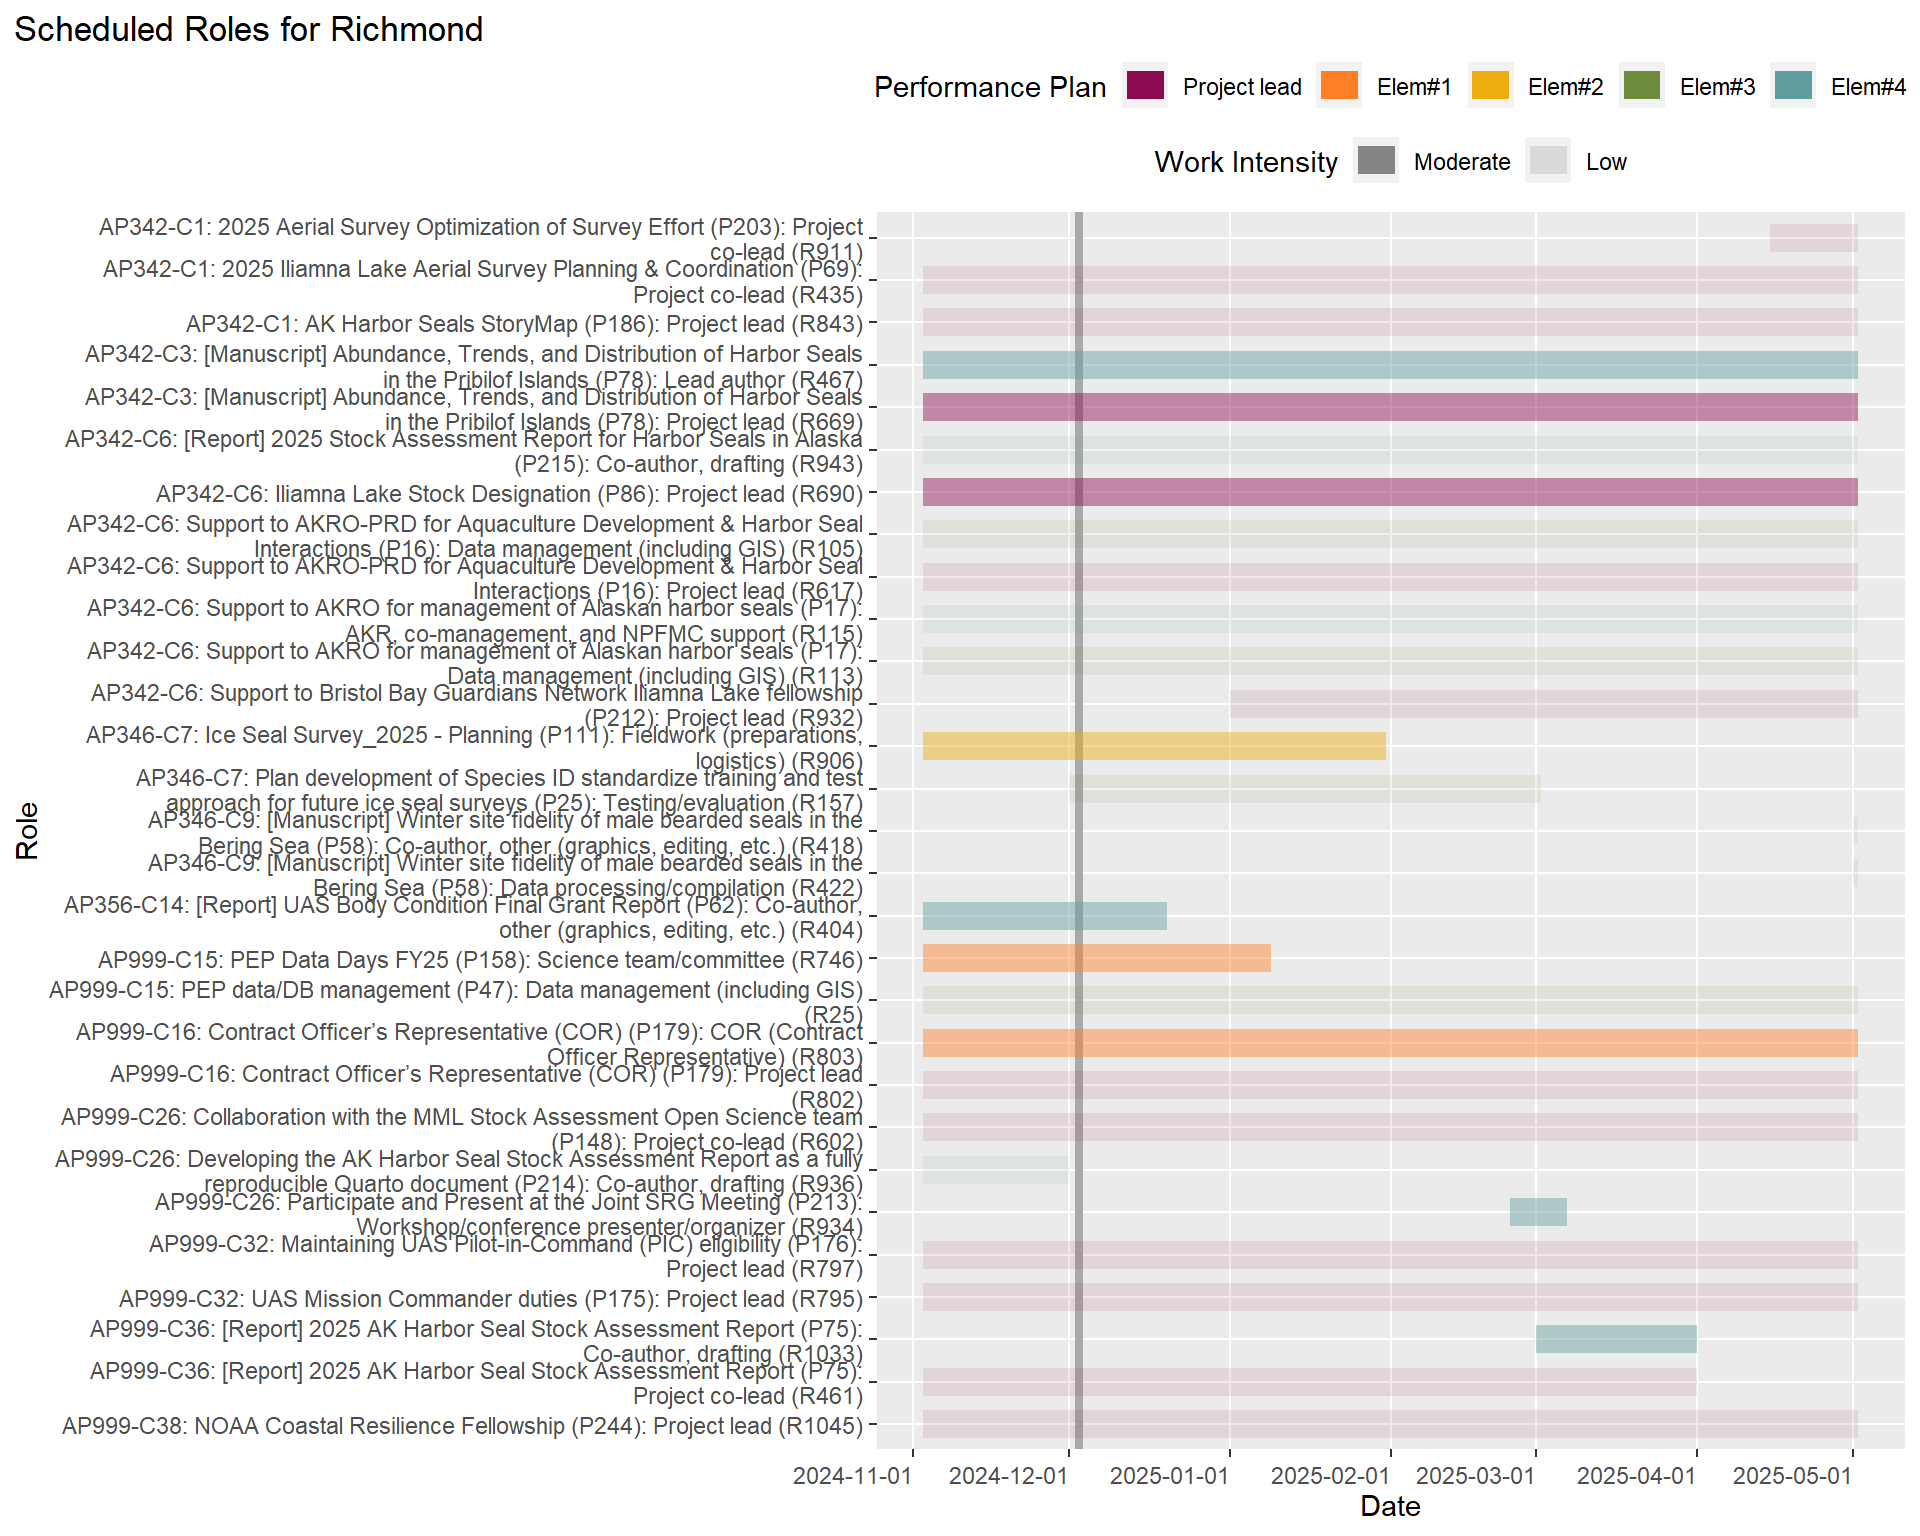 Scheduled Roles for Richmond
Performance Plan Project lead Elem#1 Elem#2 Elem#3 Elem#4
Work Intensity Moderate Low
AP342-C1: 2025 Aerial Survey Optimization of Survey Effort (P203): Project
co-lead (R911)
AP342-C1: 2025 Iliamna Lake Aerial Survey Planning & Coordination (P69):
Project co-lead (R435)
AP342-C1: AK Harbor Seals StoryMap (P186): Project lead (R843)
AP342-C3: [Manuscript] Abundance, Trends, and Distribution of Harbor Seals
in the Pribilof Islands (P78): Lead author (R467)
AP342-C3: [Manuscript] Abundance, Trends, and Distribution of Harbor Seals
in the Pribilof Islands (P78): Project lead (R669)
AP342-C6: [Report] 2025 Stock Assessment Report for Harbor Seals in Alaska
(P215): Co-author, drafting (R943)
AP342-C6: Iliamna Lake Stock Designation (P86): Project lead (R690)
AP342-C6: Support to AKRO-PRD for Aquaculture Development & Harbor Seal
Interactions (P16): Data management (including GIS) (R105)
AP342-C6: Support to AKRO-PRD for Aquaculture Development & Harbor Seal
Interactions (P16): Project lead (R617)
AP342-C6: Support to AKRO for management of Alaskan harbor seals (P17):
AKR, co-management, and NPFMC support (R115)
AP342-C6: Support to AKRO for management of Alaskan harbor seals (P17):
Data management (including GIS) (R113)
AP342-C6: Support to Bristol Bay Guardians Network Iliamna Lake fellowship
(P212): Project lead (R932)
AP346-C7: Ice Seal Survey_2025 - Planning (P111): Fieldwork (preparations,
logistics) (R906)
AP346-C7: Plan development of Species ID standardize training and test
approach for future ice seal surveys (P25): Testing/evaluation (R157)
AP346-C9: [Manuscript] Winter site fidelity of male bearded seals in the
Bering Sea (P58): Co-author, other (graphics, editing, etc.) (R418)
AP346-C9: [Manuscript] Winter site fidelity of male bearded seals in the
Bering Sea (P58): Data processing/compilation (R422)
AP356-C14: [Report] UAS Body Condition Final Grant Report (P62): Co-author,
other (graphics, editing, etc.) (R404)
AP999-C15: PEP Data Days FY25 (P158): Science team/committee (R746)
AP999-C15: PEP data/DB management (P47): Data management (including GIS)
(R25)
AP999-C16: Contract Officer’s Representative (COR) (P179): COR (Contract
Officer Representative) (R803)
AP999-C16: Contract Officer’s Representative (COR) (P179): Project lead
(R802)
AP999-C26: Collaboration with the MML Stock Assessment Open Science team
(P148): Project co-lead (R602)
AP999-C26: Developing the AK Harbor Seal Stock Assessment Report as a fully
reproducible Quarto document (P214): Co-author, drafting (R936)
AP999-C26: Participate and Present at the Joint SRG Meeting (P213):
Workshop/conference presenter/organizer (R934)
AP999-C32: Maintaining UAS Pilot-in-Command (PIC) eligibility (P176):
Project lead (R797)
AP999-C32: UAS Mission Commander duties (P175): Project lead (R795)
AP999-C36: [Report] 2025 AK Harbor Seal Stock Assessment Report (P75):
Co-author, drafting (R1033)
AP999-C36: [Report] 2025 AK Harbor Seal Stock Assessment Report (P75):
Project co-lead (R461)
AP999-C38: NOAA Coastal Resilience Fellowship (P244): Project lead (R1045)
Role
2024-11-01 2024-12-01 2025-01-01 2025-02-01 2025-03-01 2025-04-01 2025-05-01
Date